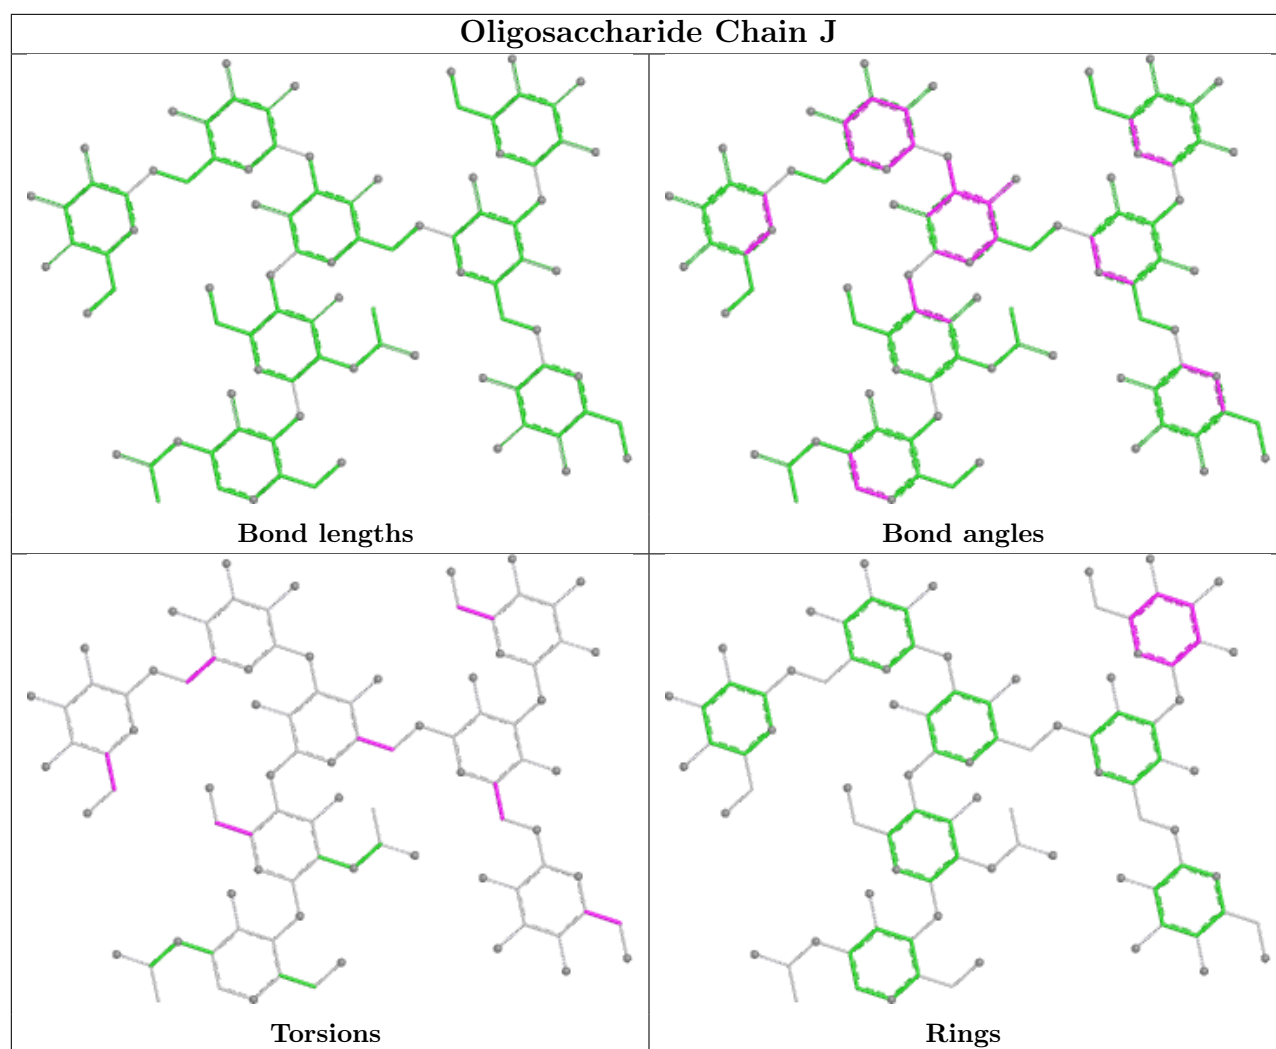 Oligosaccharide Chain J
Bond lengths
Bond angles
Torsions
Rings